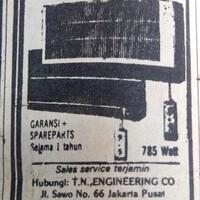 GARANSI +
SPAREPARTS
Selama 1 tahun
785 Watt
Sales service terjamin
Hubungi: T.N.,ENGINEERING CO
Jl. Sawo No. 66 Jakarta Pusat